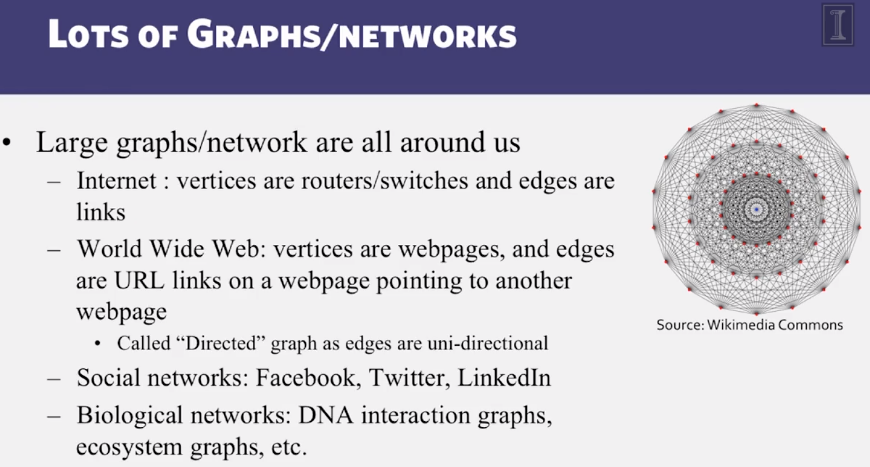 LOTS OF GRAPHS/NETWORKS
I
• Large graphs/network are all around us
– Internet : vertices are routers/switches and edges are
links
– World Wide Web: vertices are webpages, and edges
are URL links on a webpage pointing to another
webpage
• Called “Directed” graph as edges are uni-directional
– Social networks: Facebook, Twitter, LinkedIn
– Biological networks: DNA interaction graphs,
ecosystem graphs, etc.
Source: Wikimedia Commons